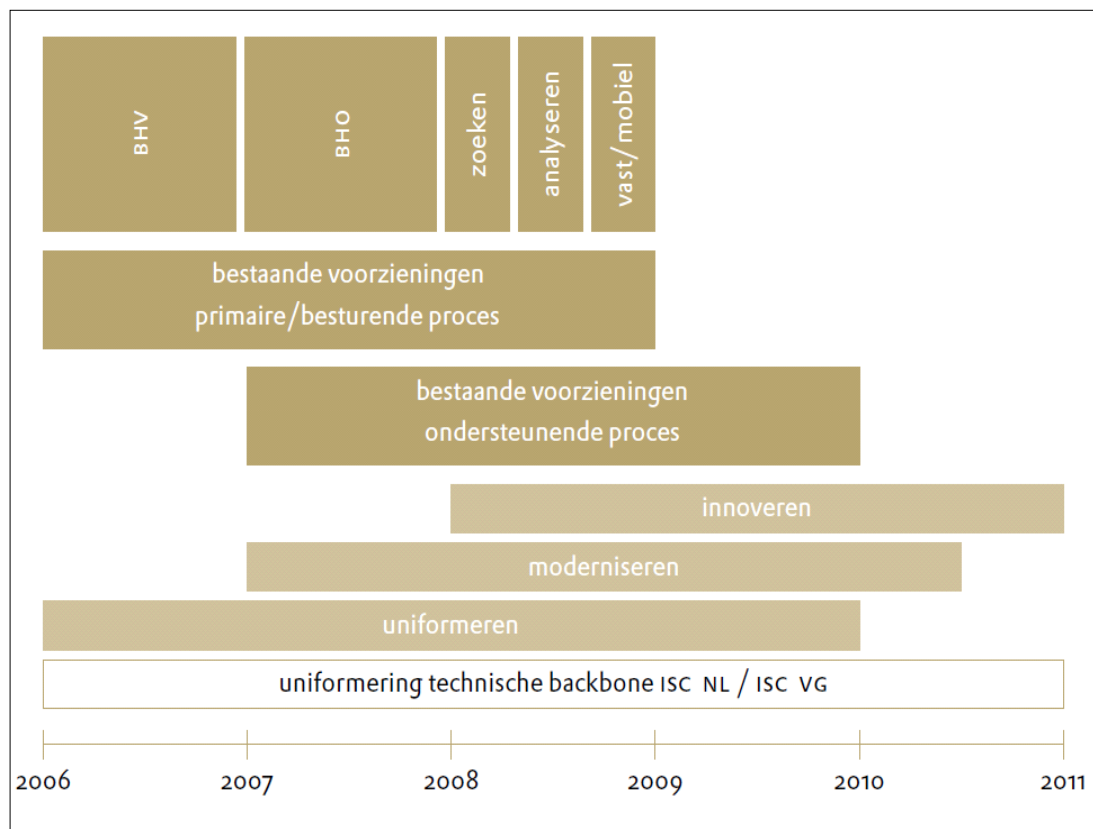 BHV
BHO
zoeken
analyseren
vast/mobiel
bestaande voorzieningen
primaire/besturende proces
bestaande voorzieningen
ondersteunende proces
innoveren
moderniseren
uniformeren
uniformering technische backbone ISC NL / ISC VG
2006 2007 2008 2009 2010 2011